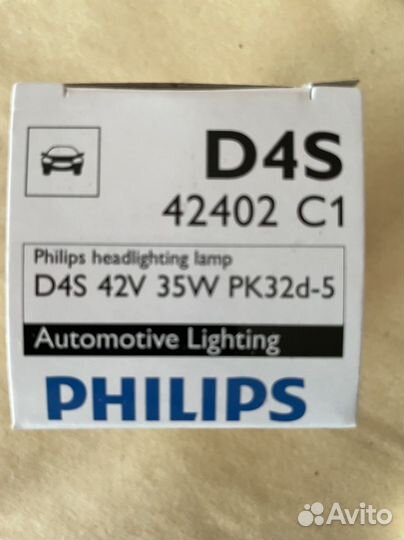 D4S
42402 C1
Philips headlighting lamp
D4S 42V 35W PK32d-5
Automotive Lighting
PHILIPS
Avito